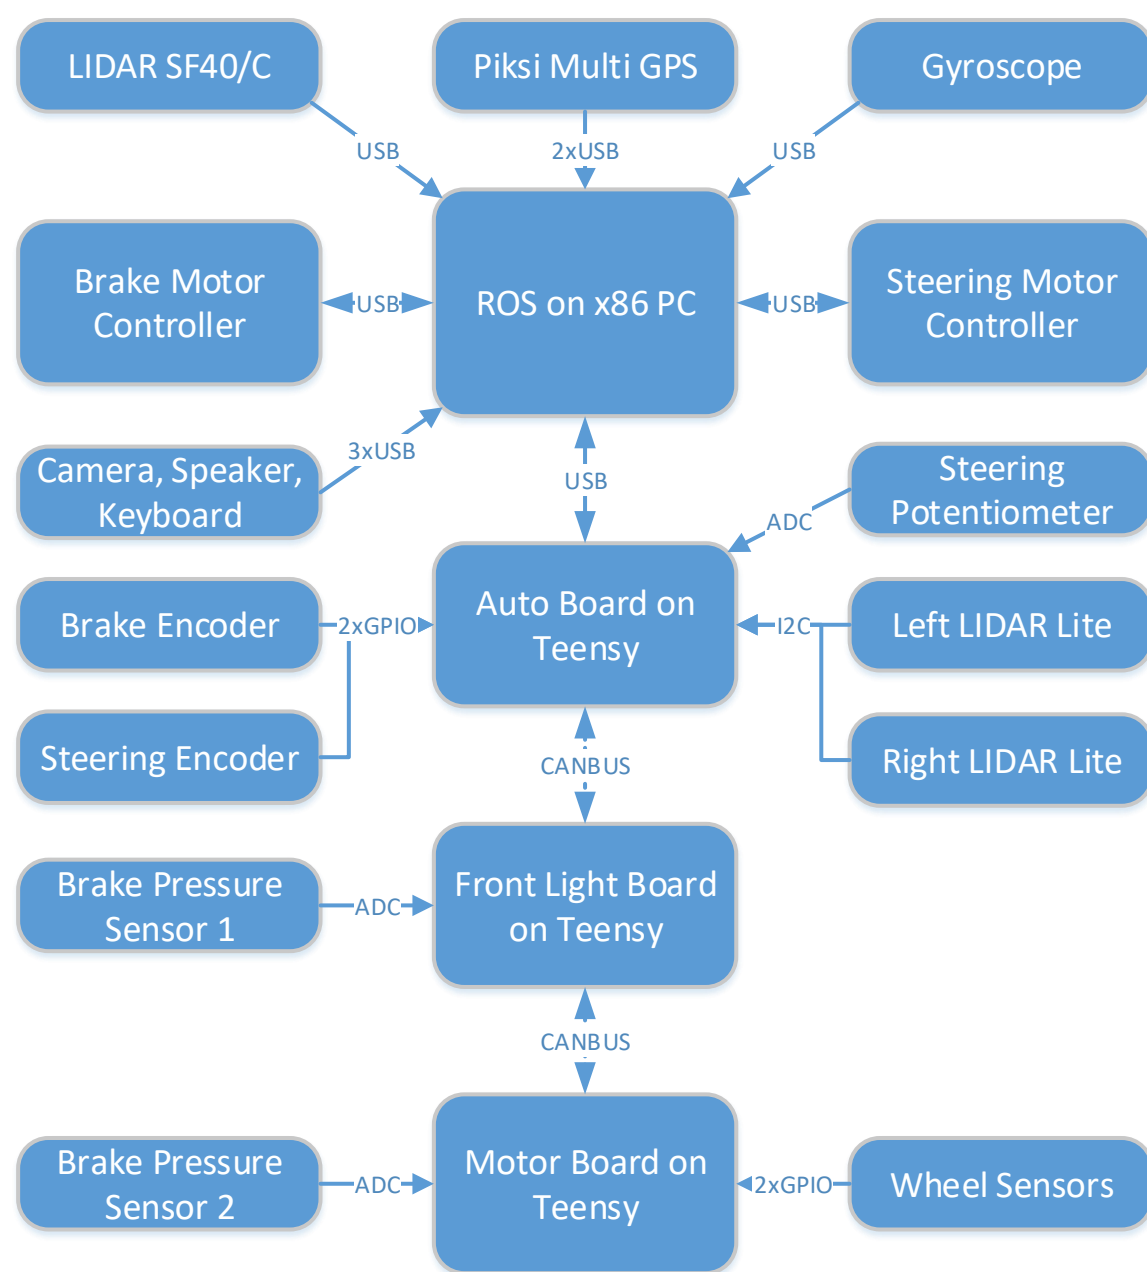 LIDAR SF40/C
Piksi Multi GPS
Gyroscope
USB
2xUSB
USB
Brake Motor
Controller
USB
ROS on x86 PC
USB
Steering Motor
Controller
3xUSB
Camera, Speaker,
Keyboard
USB
Steering
Potentiometer
ADC
Brake Encoder
2xGPIO
Auto Board on
Teensy
I2C
Left LIDAR Lite
Steering Encoder
Right LIDAR Lite
CANBUS
Brake Pressure
Sensor 1
ADC
Front Light Board
on Teensy
CANBUS
Brake Pressure
Sensor 2
ADC
Motor Board on
Teensy
2xGPIO
Wheel Sensors